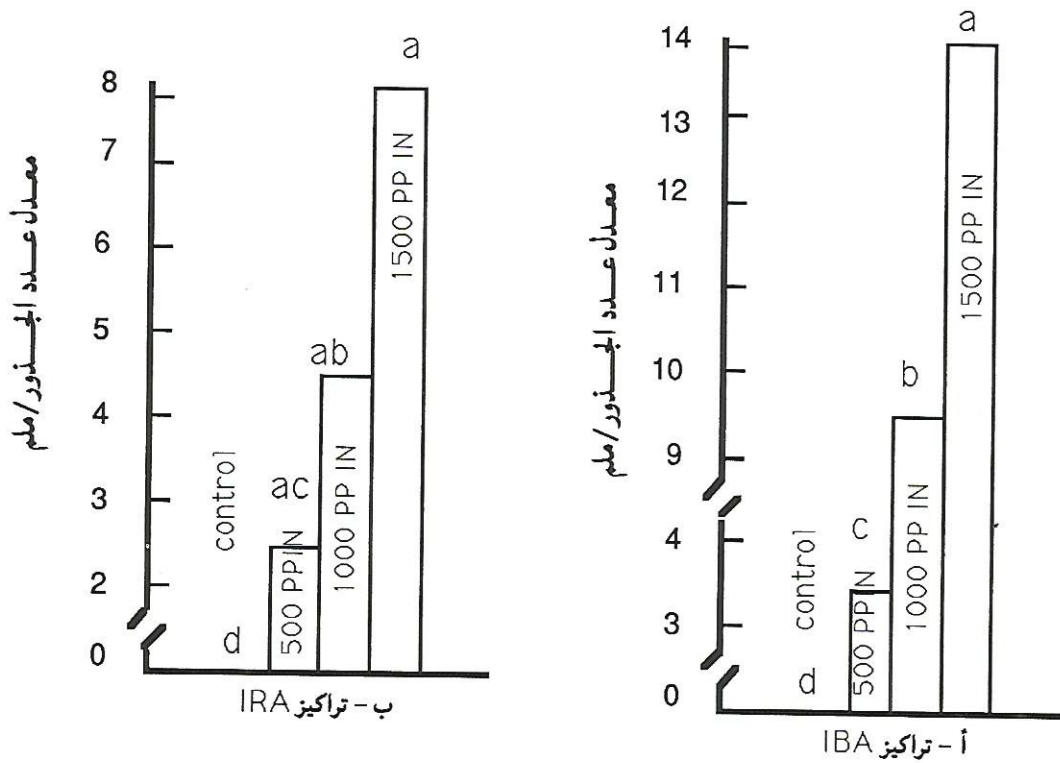 a
14
13
12
11
10
9
4
3
0
معدل عدد الجذور/ملم
control
d
c
500 PP IN
b
1000 PP IN
1500 PP IN
أ - تراكيز IBA
a
8
7
6
5
4
3
2
0
معدل عدد الجذور/ملم
control
d
ac
500 PPIN
ab
1000 PP IN
1500 PP IN
ب - تراكيز IRA